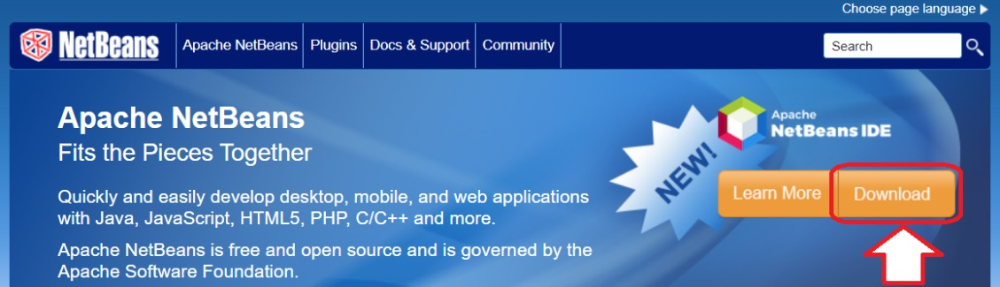 Choose page language
NetBeans
Apache NetBeans
Plugins
Docs & Support
Community
Search
Apache NetBeans
Fits the Pieces Together
Quickly and easily develop desktop, mobile, and web applications
with Java, JavaScript, HTML5, PHP, C/C++ and more.
Apache NetBeans is free and open source and is governed by the
Apache Software Foundation.
NEW!
Apache
NetBeans IDE
Learn More
Download